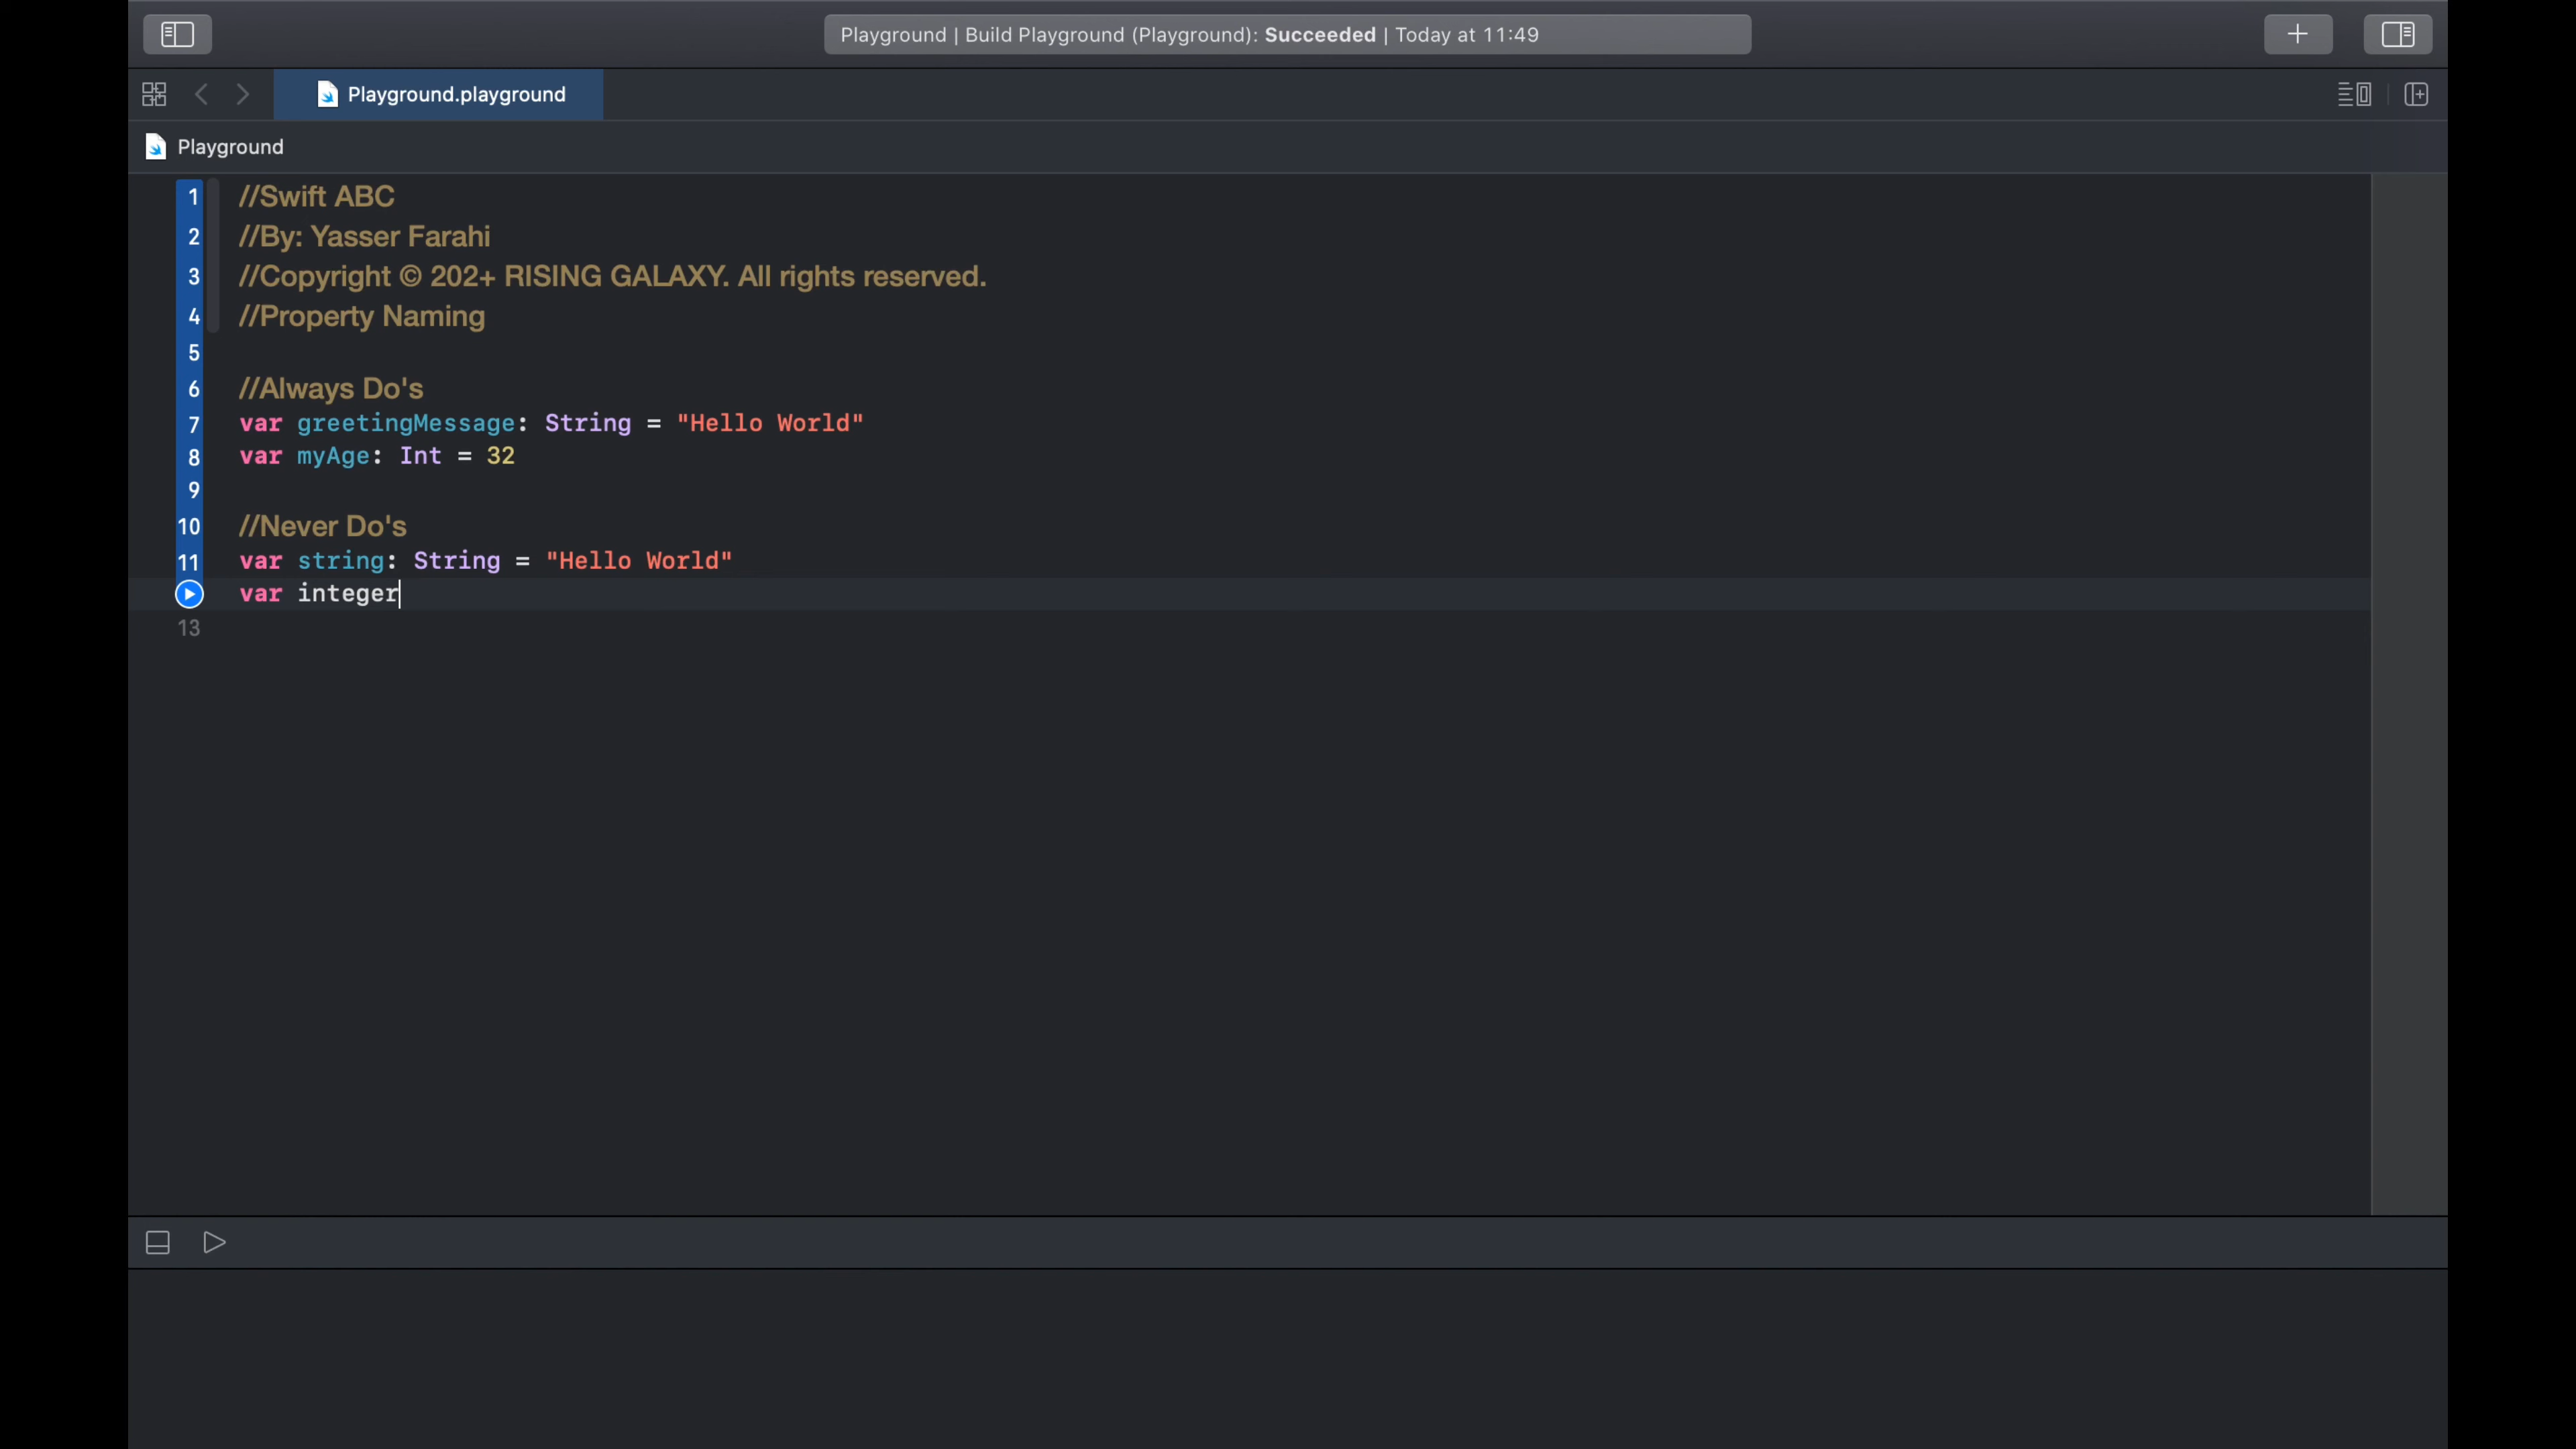 Playground | Build Playground (Playground): Succeeded | Today at 11:49
Playground.playground
Playground
1 //Swift ABC
2 //By: Yasser Farahi
3 //Copyright © 202+ RISING GALAXY. All rights reserved.
4 //Property Naming
5
6 //Always Do's
7 var greetingMessage: String = "Hello World"
8 var myAge: Int = 32
9
10 //Never Do's
11 var string: String = "Hello World"
var integer
13